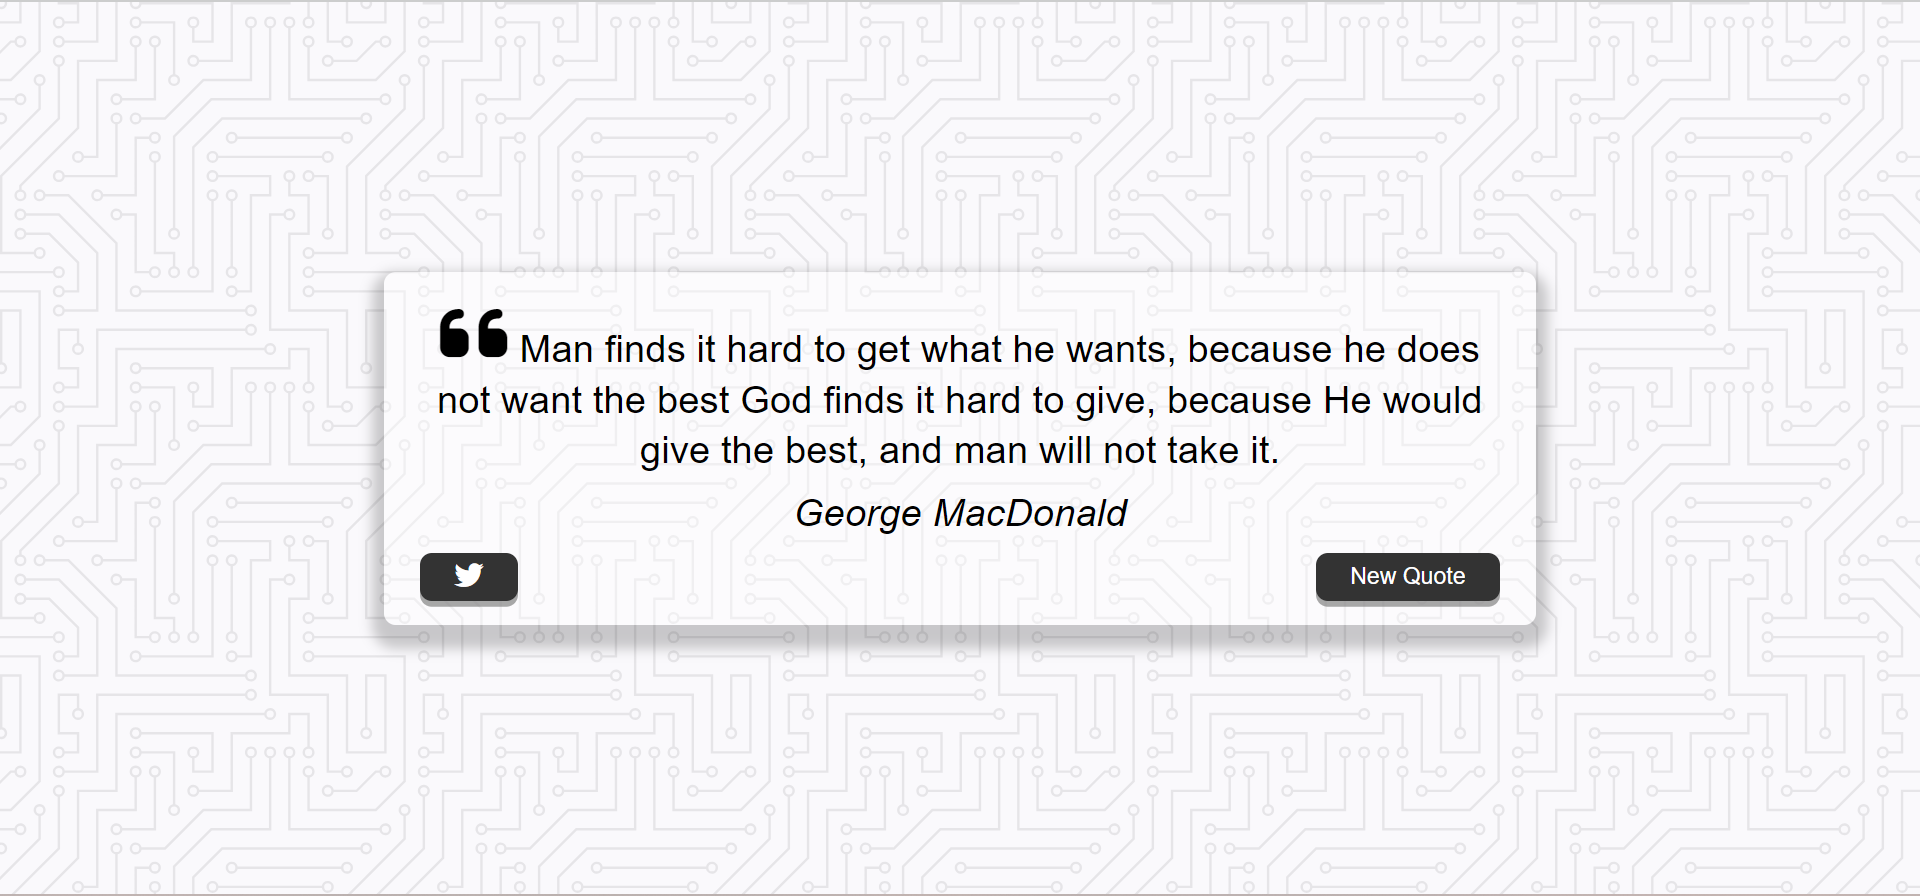 ❝ Man finds it hard to get what he wants, because he does
not want the best God finds it hard to give, because He would
give the best, and man will not take it.
George MacDonald
New Quote